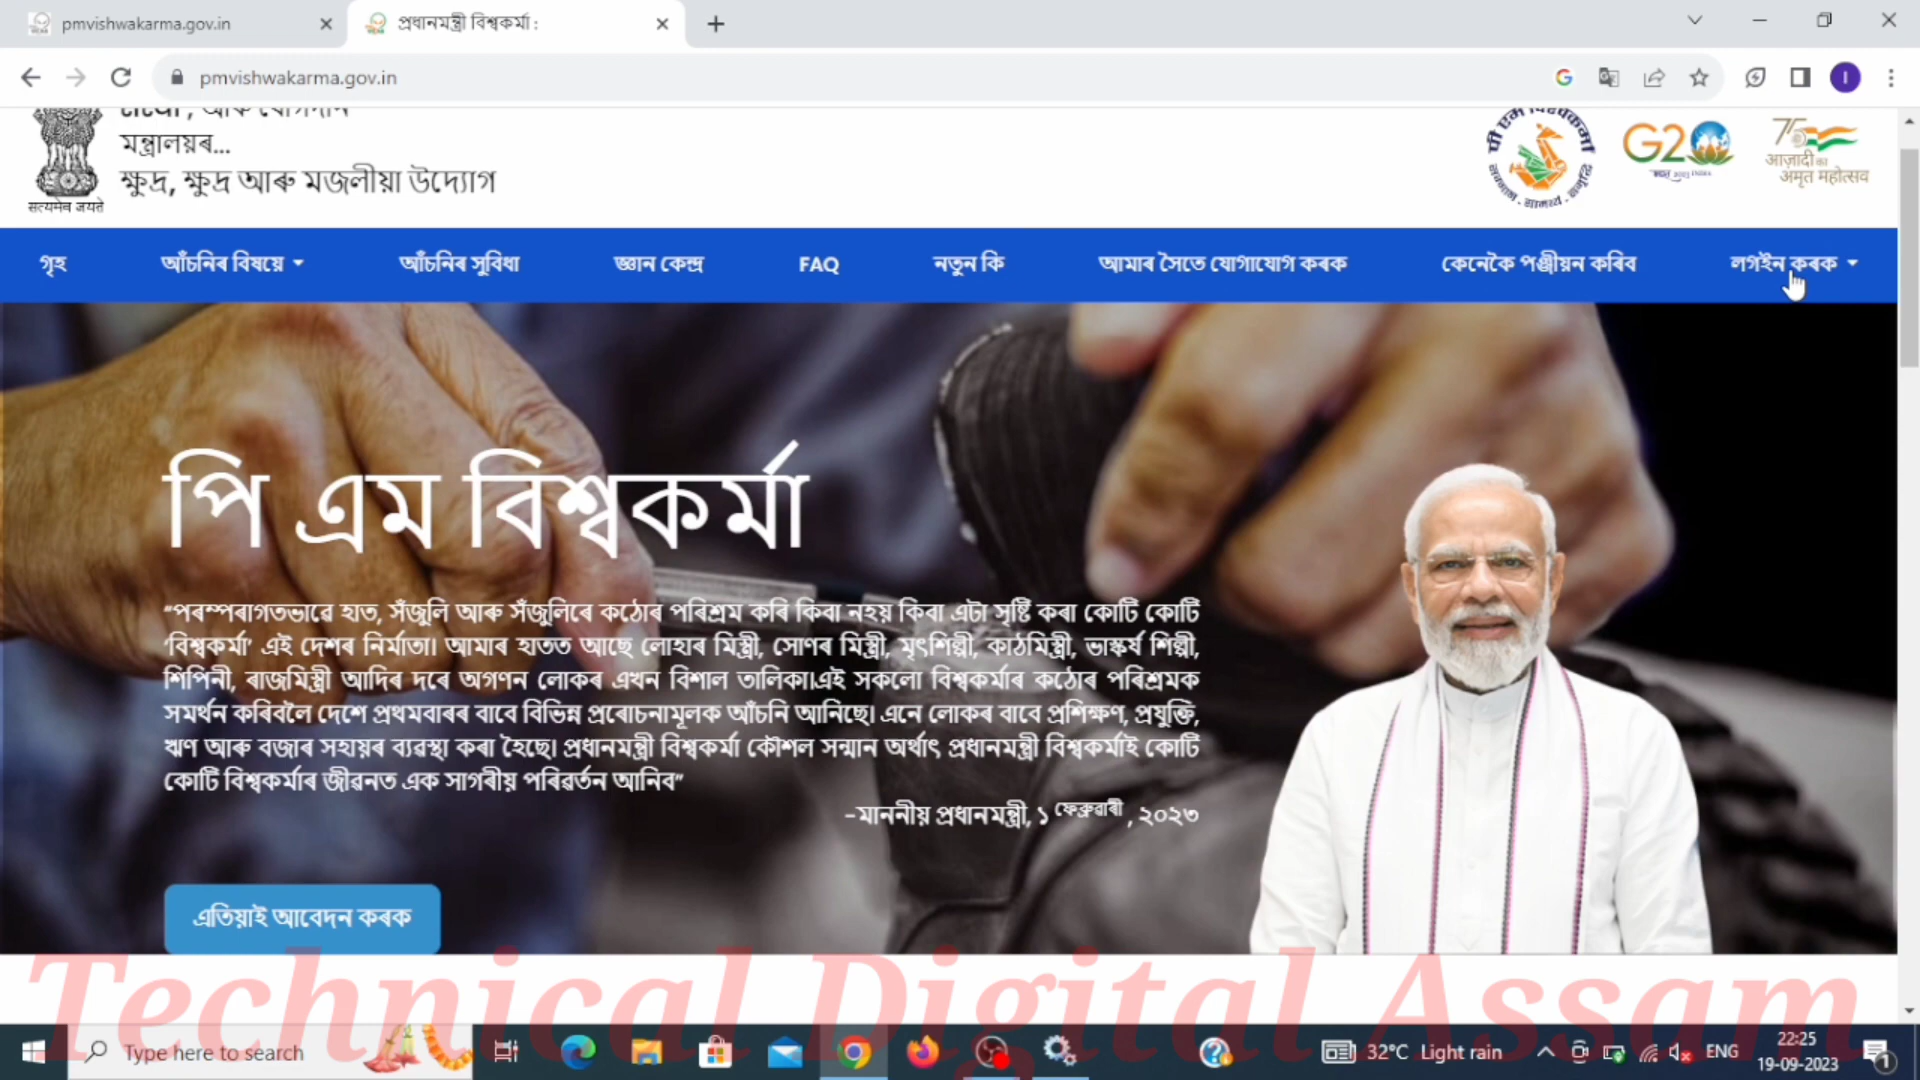 pmvishwakarma.gov.in
প্ৰধানমন্ত্ৰী বিশ্বকৰ্মা :
pmvishwakarma.gov.in
মন্ত্ৰালয়ৰ...
ক্ষুদ্ৰ, ক্ষুদ্ৰ আৰু মজলীয়া উদ্যোগ
सत्यमेव जयते
G20
भारत 2023 INDIA
75
आज़ादी का
अमृत महोत्सव
গৃহ আঁচনিৰ বিষয়ে আঁচনিৰ সুবিধা জ্ঞান কেন্দ্ৰ FAQ নতুন কি আমাৰ সৈতে যোগাযোগ কৰক কেনেকৈ পঞ্জীয়ন কৰিব লগইন কৰক
পি এম বিশ্বকৰ্মা
“পৰম্পৰাগতভাৱে হাত, সঁজুলি আৰু সঁজুলিৰে কঠোৰ পৰিশ্ৰম কৰি কিবা নহয় কিবা এটা সৃষ্টি কৰা কোটি কোটি
‘বিশ্বকৰ্মা’ এই দেশৰ নিৰ্মাতা। আমাৰ হাতত আছে লোহাৰ মিস্ত্ৰী, সোণৰ মিস্ত্ৰী, মৃৎশিল্পী, কাঠমিস্ত্ৰী, ভাস্কৰ্য শিল্পী,
শিপিনী, ৰাজমিস্ত্ৰী আদিৰ দৰে অগণন লোকৰ এখন বিশাল তালিকা।এই সকলো বিশ্বকৰ্মাৰ কঠোৰ পৰিশ্ৰমক
সমৰ্থন কৰিবলৈ দেশে প্ৰথমবাৰৰ বাবে বিভিন্ন প্ৰৰোচনামূলক আঁচনি আনিছে। এনে লোকৰ বাবে প্ৰশিক্ষণ, প্ৰযুক্তি,
ঋণ আৰু বজাৰ সহায়ৰ ব্যৱস্থা কৰা হৈছে। প্ৰধানমন্ত্ৰী বিশ্বকৰ্মা কৌশল সন্মান অৰ্থাৎ প্ৰধানমন্ত্ৰী বিশ্বকৰ্মাই কোটি
কোটি বিশ্বকৰ্মাৰ জীৱনত এক সাগৰীয় পৰিৱৰ্তন আনিব”
-মাননীয় প্ৰধানমন্ত্ৰী, ১ ফেব্ৰুৱাৰী , ২০২৩
এতিয়াই আবেদন কৰক
Technical Digital Assam
Type here to search
32°C Light rain
ENG
22:25
19-09-2023
1